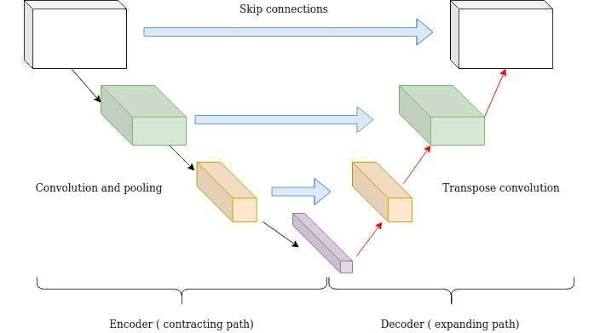 Skip connections
Convolution and pooling
Transpose convolution
Encoder ( contracting path)
Decoder ( expanding path)